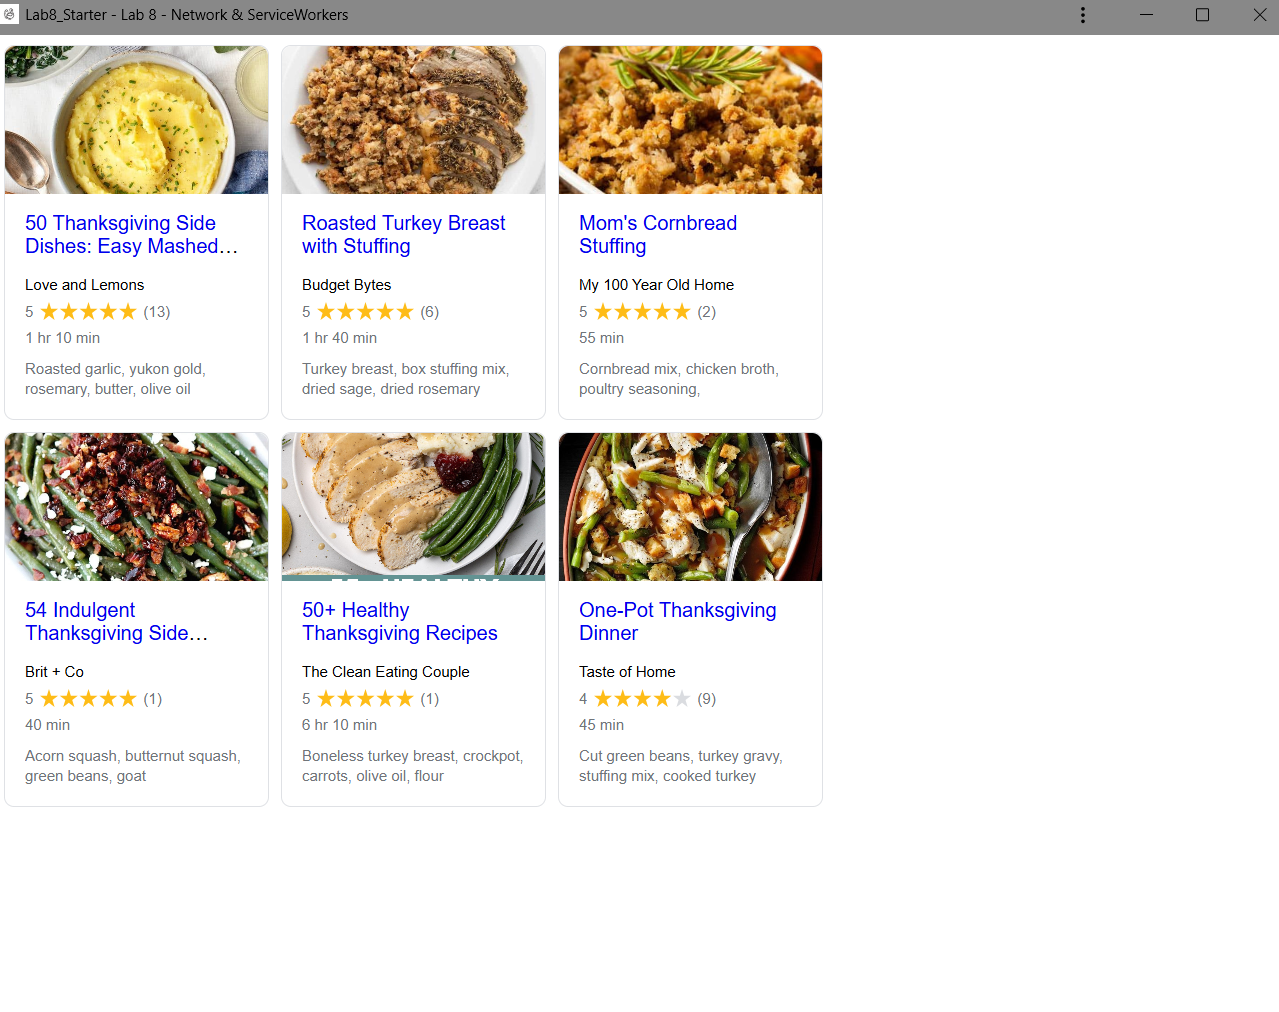 Lab8_Starter - Lab 8 - Network & ServiceWorkers
50 Thanksgiving Side
Dishes: Easy Mashed…
Love and Lemons
5 ★★★★★ (13)
1 hr 10 min
Roasted garlic, yukon gold,
rosemary, butter, olive oil
Roasted Turkey Breast
with Stuffing
Budget Bytes
5 ★★★★★ (6)
1 hr 40 min
Turkey breast, box stuffing mix,
dried sage, dried rosemary
Mom's Cornbread
Stuffing
My 100 Year Old Home
5 ★★★★★ (2)
55 min
Cornbread mix, chicken broth,
poultry seasoning,
54 Indulgent
Thanksgiving Side…
Brit + Co
5 ★★★★★ (1)
40 min
Acorn squash, butternut squash,
green beans, goat
50+ Healthy
Thanksgiving Recipes
The Clean Eating Couple
5 ★★★★★ (1)
6 hr 10 min
Boneless turkey breast, crockpot,
carrots, olive oil, flour
One-Pot Thanksgiving
Dinner
Taste of Home
4 ★★★★★ (9)
45 min
Cut green beans, turkey gravy,
stuffing mix, cooked turkey